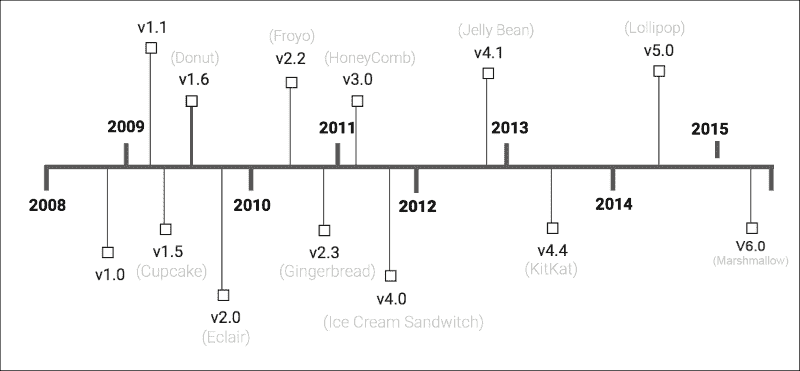 v1.1
(Donut)
v1.6
(Froyo)
v2.2
(HoneyComb)
v3.0
(Jelly Bean)
v4.1
(Lollipop)
v5.0
2009
2011
2013
2015
2008
2010
2012
2014
v1.0
v1.5
(Cupcake)
v2.0
(Eclair)
v2.3
(Gingerbread)
v4.0
(Ice Cream Sandwitch)
v4.4
(KitKat)
V6.0
(Marshmallow)